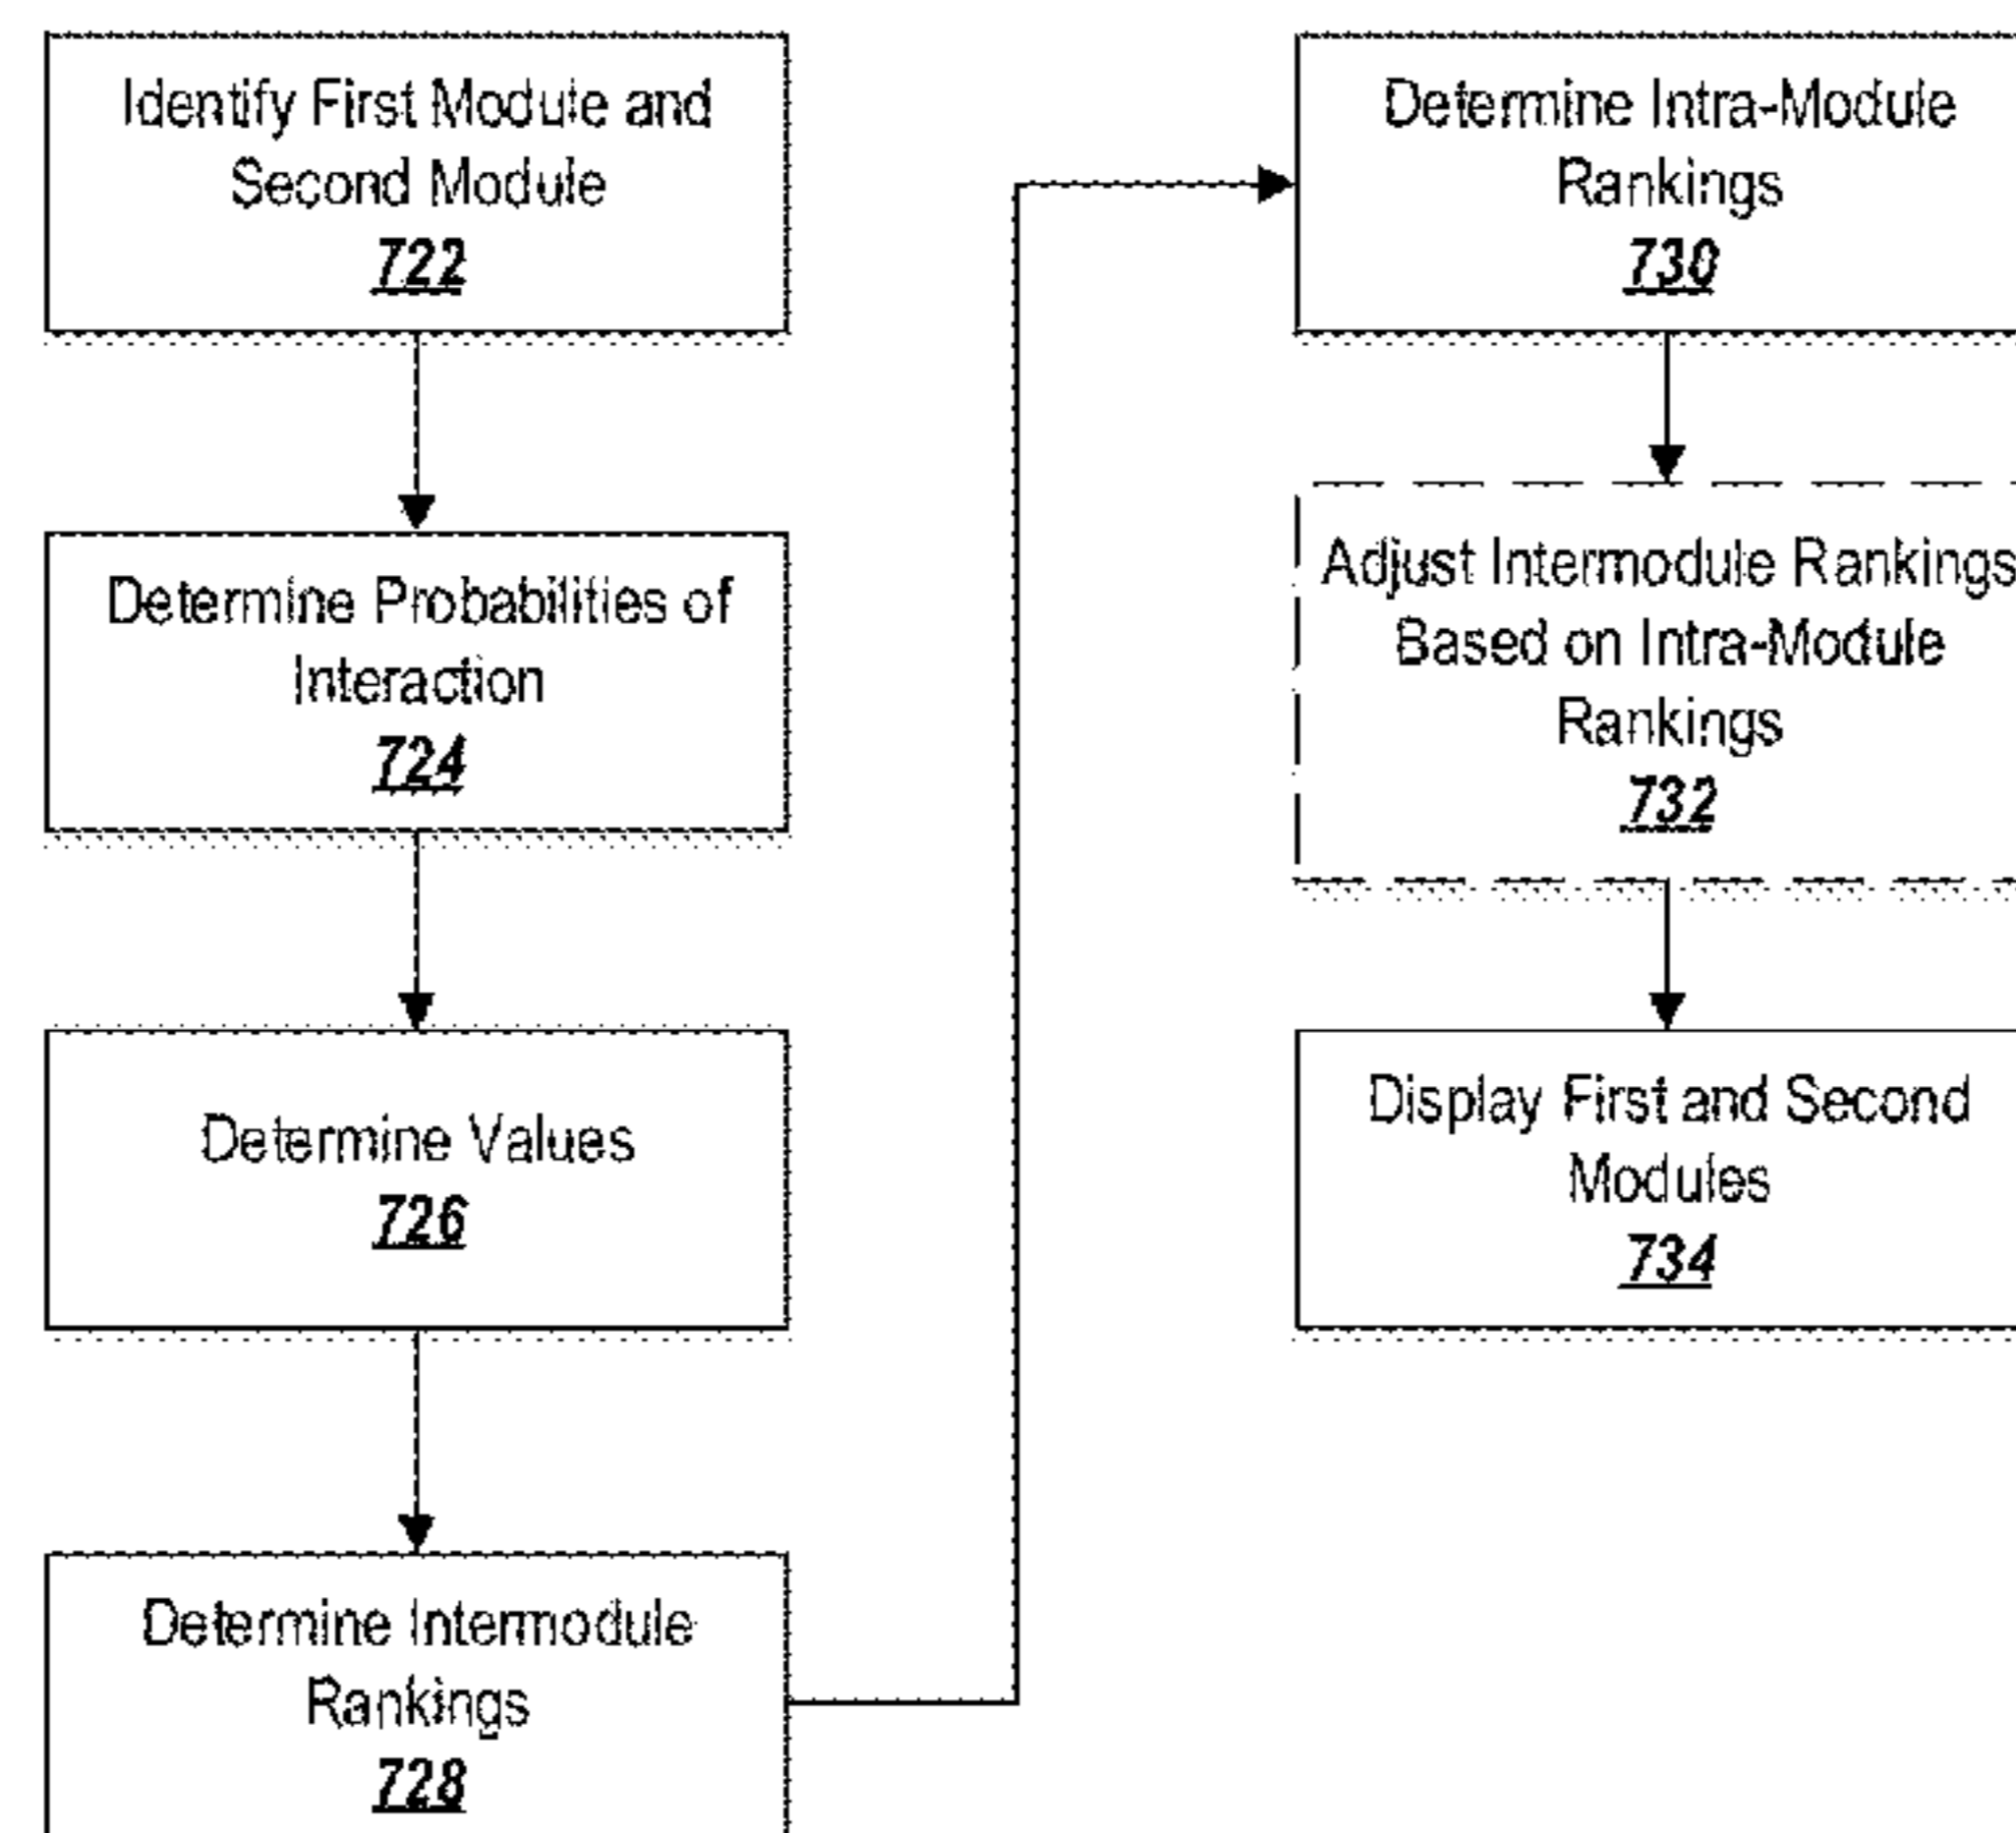 Identify First Module and
Second Module
722
Determine Probabilities of
Interaction
724
Determine Values
726
Determine Intermodule
Rankings
728
Determine Intra-Module
Rankings
730
Adjust Intermodule Rankings
Based on Intra-Module
Rankings
732
Display First and Second
Modules
734